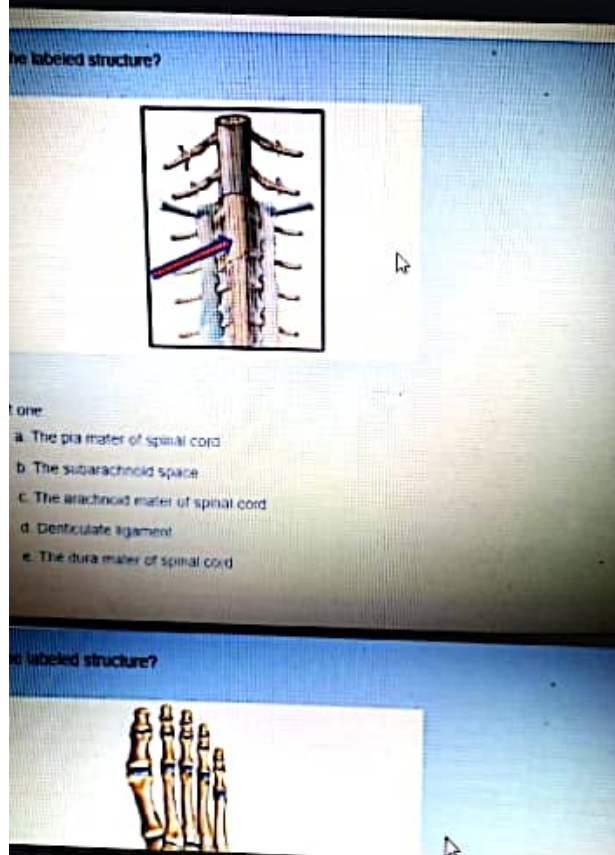 he labeled structure?
t one
a. The pia mater of spinal cord
b. The subarachnoid space
c. The arachnoid mater of spinal cord
d. Denticulate ligament
e. The dura mater of spinal cord
labeled structure?